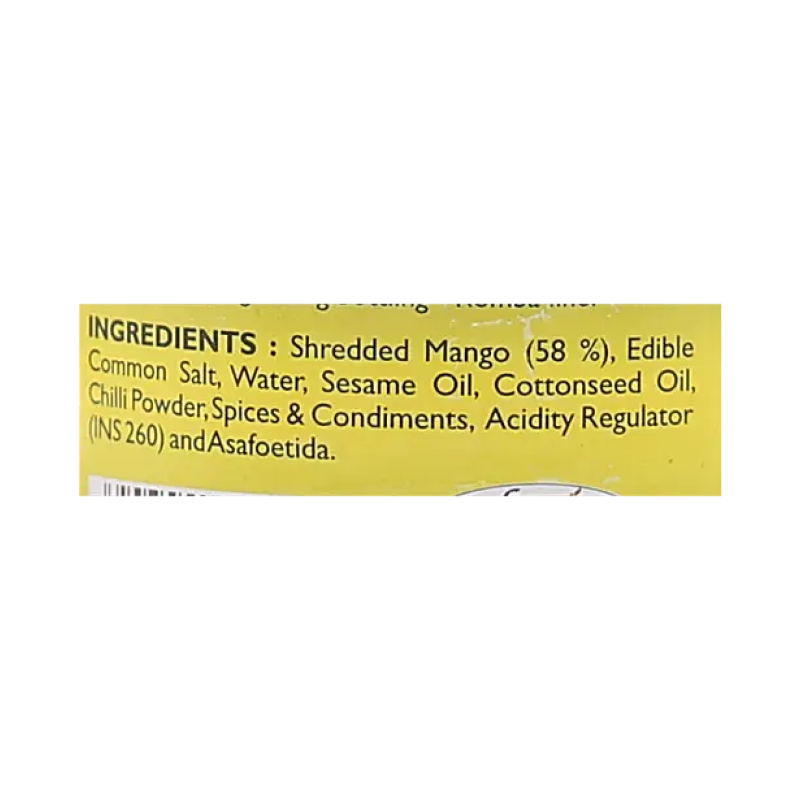 INGREDIENTS : Shredded Mango (58 %), Edible
Common Salt, Water, Sesame Oil, Cottonseed Oil,
Chilli Powder, Spices & Condiments, Acidity Regulator
(INS 260) and Asafoetida.